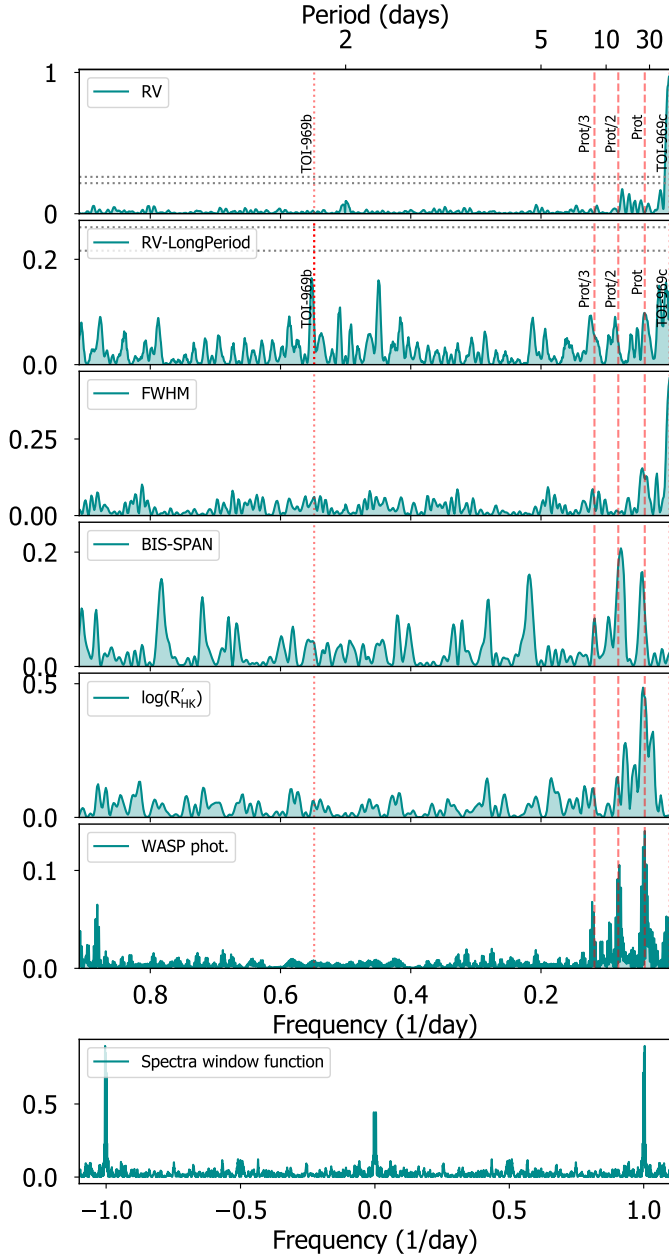 Period (days)
2 5 10 30
1
RV
TOI-969b
Prot/3
Prot/2
Prot
TOI-969c
0
RV-LongPeriod
0.2
TOI-969b
Prot/3
Prot/2
Prot
TOI-969c
0.0
FWHM
0.25
0.00
BIS-SPAN
0.2
0.0
0.5
log(R′HK)
0.0
WASP phot.
0.1
0.0
0.8 0.6 0.4 0.2
Frequency (1/day)
Spectra window function
0.5
0.0
−1.0 −0.5 0.0 0.5 1.0
Frequency (1/day)